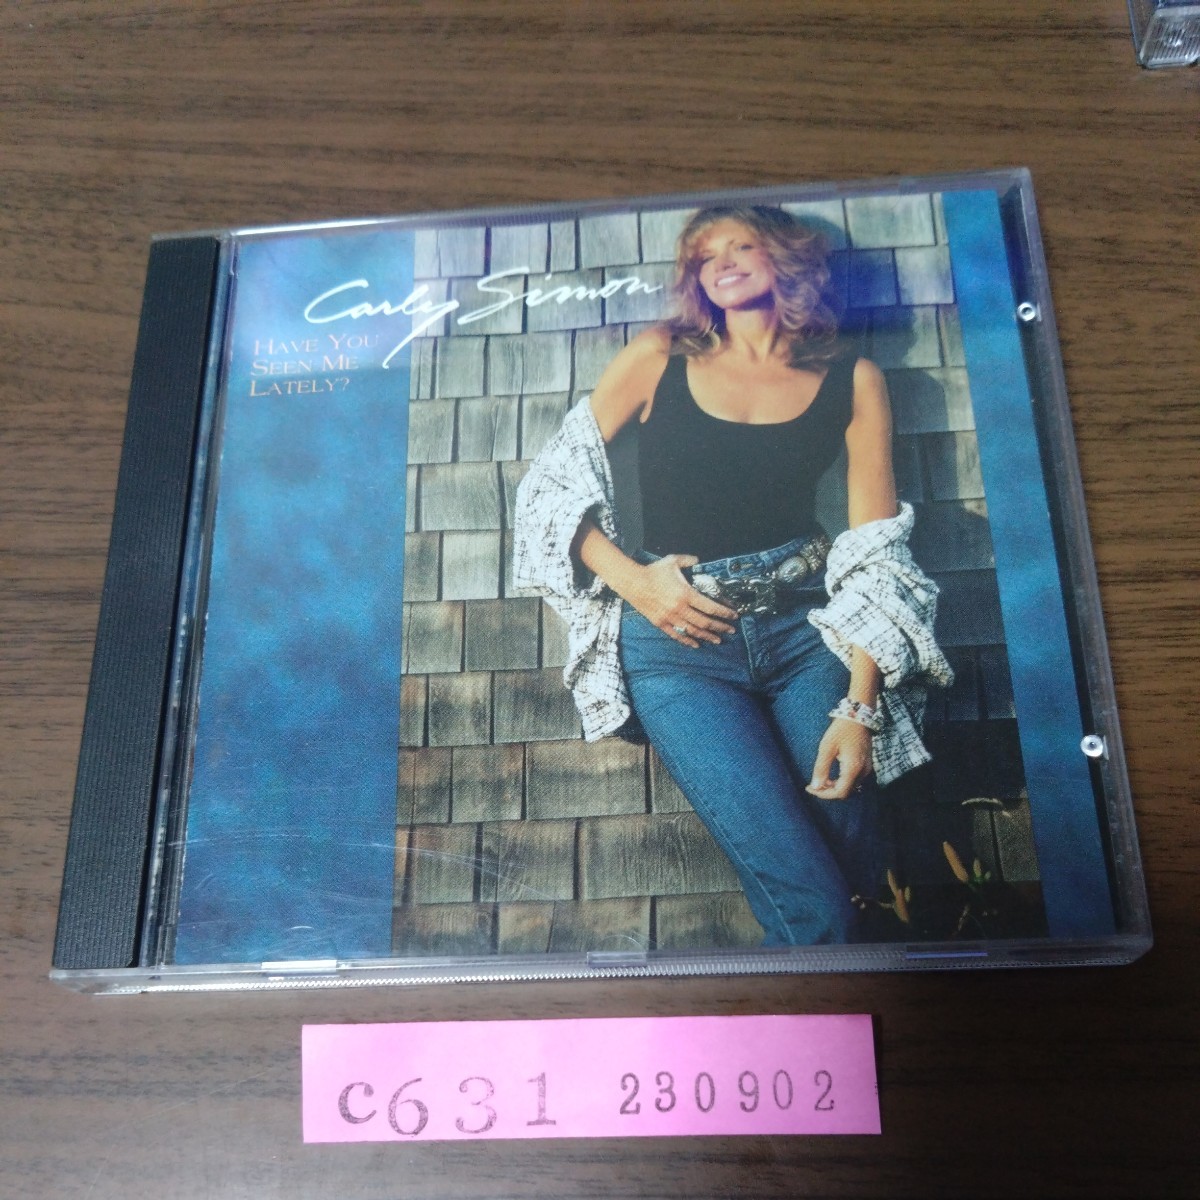 Carly Simon
HAVE YOU
SEEN ME
LATELY?
c631 230902